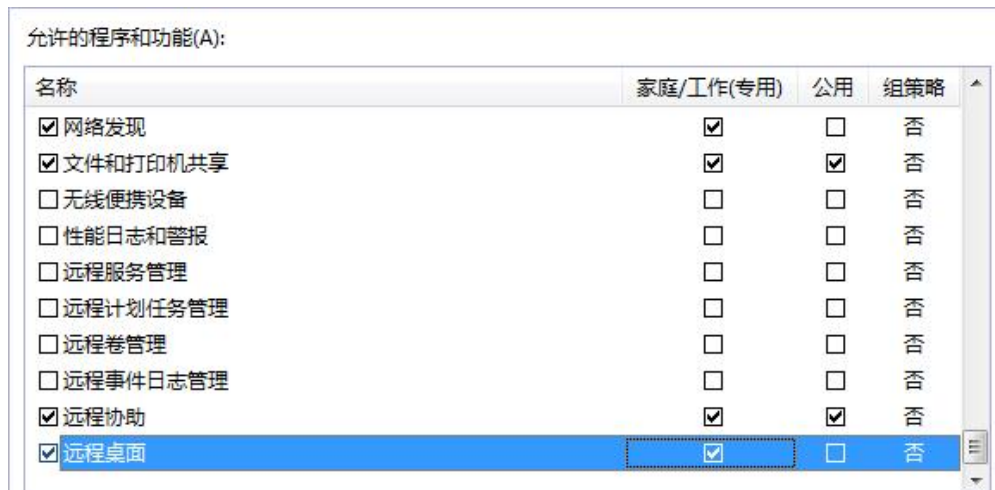 允许的程序和功能(A):
名称 家庭/工作(专用) 公用 组策略
网络发现 否
文件和打印机共享 否
无线便携设备 否
性能日志和警报 否
远程服务管理 否
远程计划任务管理 否
远程卷管理 否
远程事件日志管理 否
远程协助 否
远程桌面 否